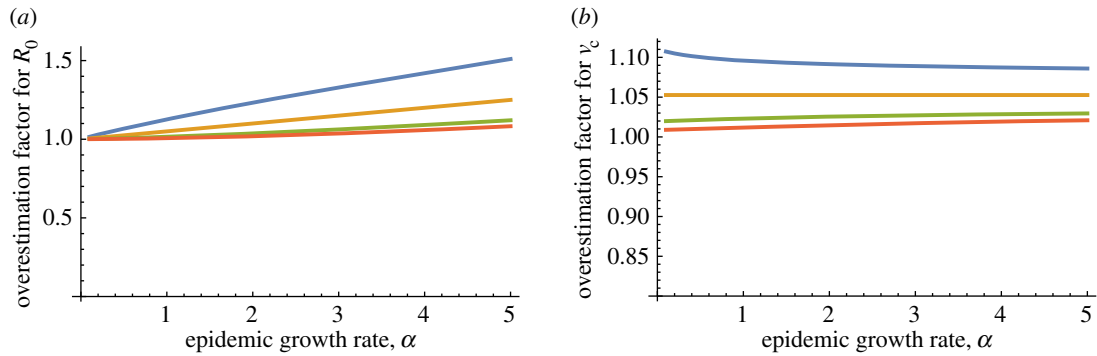 (a)
overestimation factor for R0
1.5
1.0
0.5
1 2 3 4 5
epidemic growth rate, α
(b)
overestimation factor for vc
1.10
1.05
1.00
0.95
0.90
0.85
1 2 3 4 5
epidemic growth rate, α